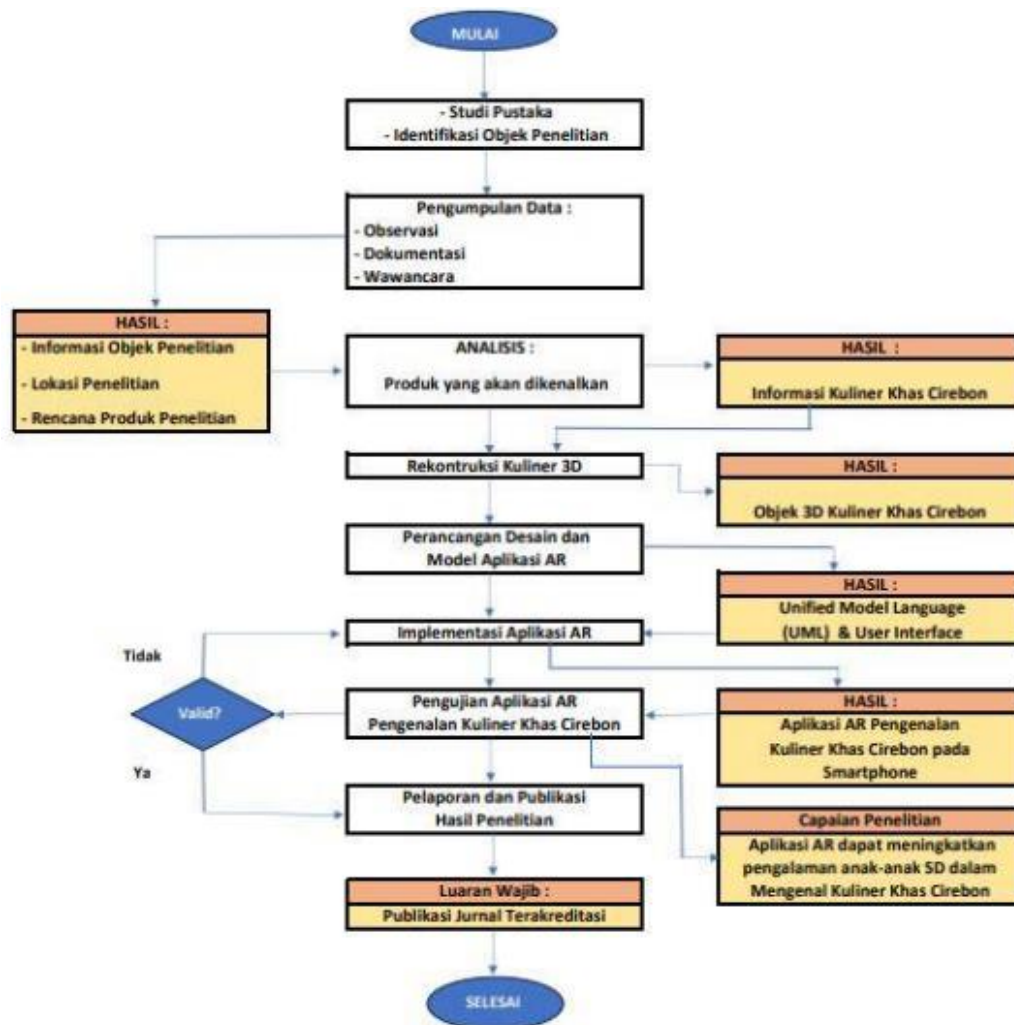 MULAI
- Studi Pustaka
- Identifikasi Objek Penelitian
Pengumpulan Data :
- Observasi
- Dokumentasi
- Wawancara
HASIL :
- Informasi Objek Penelitian
- Lokasi Penelitian
- Rencana Produk Penelitian
ANALISIS :
Produk yang akan dikenalkan
HASIL :
Informasi Kuliner Khas Cirebon
Rekontruksi Kuliner 3D
HASIL :
Objek 3D Kuliner Khas Cirebon
Perancangan Desain dan
Model Aplikasi AR
HASIL :
Unified Model Language
(UML) & User Interface
Implementasi Aplikasi AR
Tidak
Valid?
Ya
Pengujian Aplikasi AR
Pengenalan Kuliner Khas Cirebon
HASIL :
Aplikasi AR Pengenalan
Kuliner Khas Cirebon pada
Smartphone
Pelaporan dan Publikasi
Hasil Penelitian
Capaian Penelitian
Aplikasi AR dapat meningkatkan
pengalaman anak-anak SD dalam
Mengenal Kuliner Khas Cirebon
Luaran Wajib :
Publikasi Jurnal Terakreditasi
SELESAI